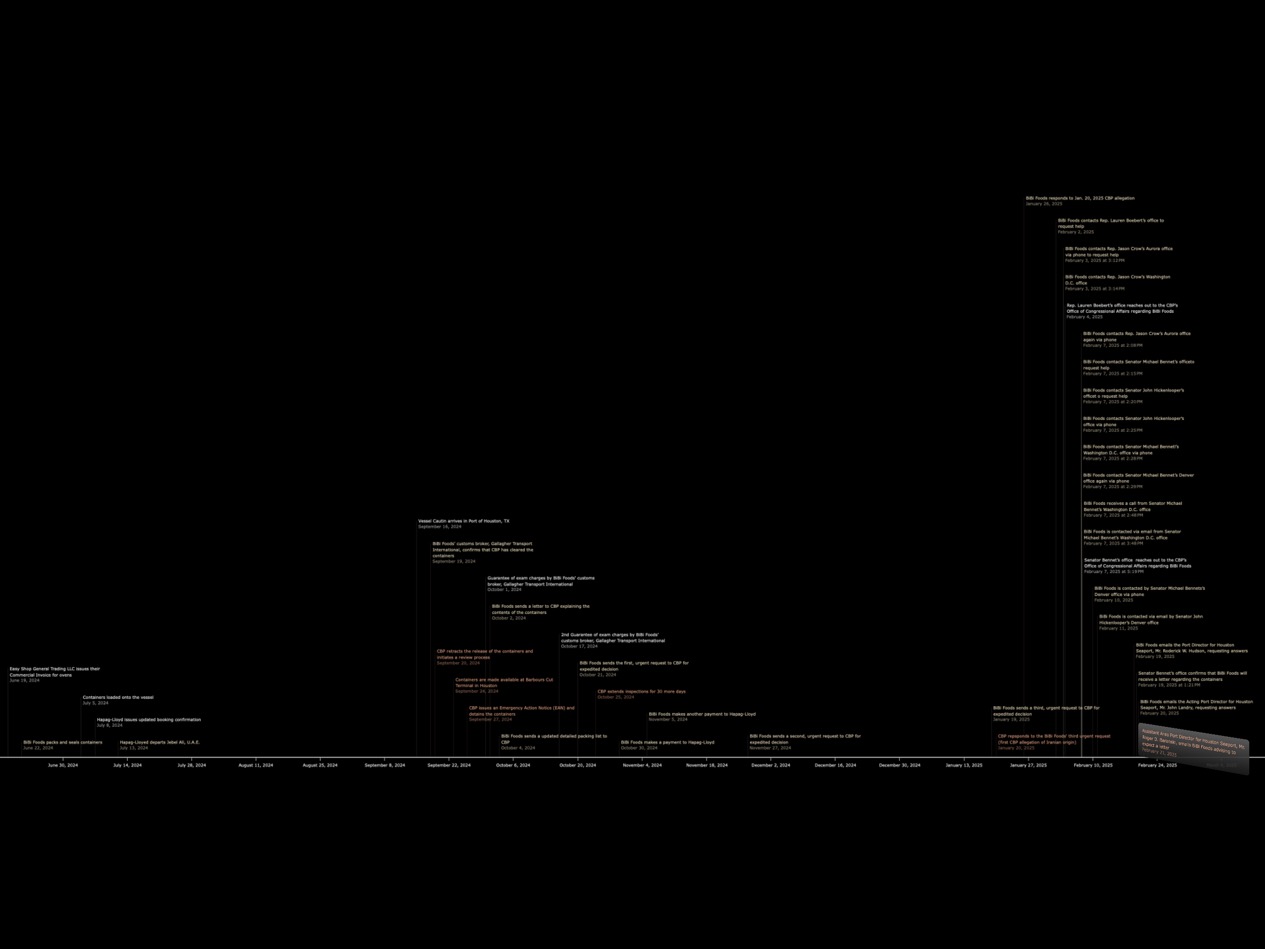 BiBi Foods responds to Jan. 20, 2025 CBP allegation
January 26, 2025
BiBi Foods contacts Rep. Lauren Boebert's office to
request help
February 2, 2025
BiBi Foods contacts Rep. Jason Crow's Aurora office
via phone to request help
February 3, 2025 at 3:12PM
BiBi Foods contacts Rep. Jason Crow's Washington
D.C. office
February 3, 2025 at 3:14PM
Rep. Lauren Boebert's office reaches out to the CBP's
Office of Congressional Affairs regarding BiBi Foods
February 4, 2025
BiBi Foods contacts Rep. Jason Crow's Aurora office
again via phone
February 7, 2025 at 2:08PM
BiBi Foods contacts Senator Michael Bennet's officeto
request help
February 7, 2025 at 2:15PM
BiBi Foods contacts Senator John Hickenlooper's
officet o request help
February 7, 2025 at 2:20PM
BiBi Foods contacts Senator John Hickenlooper's
office via phone
February 7, 2025 at 2:25PM
BiBi Foods contacts Senator Michael Bennett's
Washington D.C. office via phone
February 7, 2025 at 2:28PM
BiBi Foods contacts Senator Michael Bennet's Denver
office again via phone
February 7, 2025 at 2:29PM
BiBi Foods receives a call from Senator Michael
Bennet's Washington D.C. office
February 7, 2025 at 2:48PM
BiBi Foods is contacted via email from Senator
Michael Bennet's Washington D.C. office
February 7, 2025 at 3:48PM
Senator Bennet's office reaches out to the CBP's
Office of Congressional Affairs regarding BiBi Foods
February 7, 2025 at 5:19PM
BiBi Foods is contacted by Senator Michael Bennets's
Denver office via phone
February 10, 2025
BiBi Foods is contacted via email by Senator John
Hickenlooper's Denver office
February 11, 2025
BiBi Foods emails the Port Director for Houston
Seaport, Mr. Roderick W. Hudson, requesting answers
February 19, 2025
Senator Bennet's office confirms that BiBi Foods will
receive a letter regarding the containers
February 19, 2025 at 1:21PM
BiBi Foods emails the Acting Port Director for Houston
Seaport, Mr. John Landry, requesting answers
February 20, 2025
Assistant Area Port Director for Houston Seaport, Mr.
Roger D.
emails BiBi Foods advising to
expect a letter
February 21, 2025
Vessel Cautin arrives in Port of Houston, TX
September 16, 2024
BiBi Foods' customs broker, Gallagher Transport
International, confirms that CBP has cleared the
containers
September 19, 2024
Guarantee of exam charges by BiBi Foods' customs
broker, Gallagher Transport International
October 1, 2024
BiBi Foods sends a letter to CBP explaining the
contents of the containers
October 2, 2024
2nd Guarantee of exam charges by BiBi Foods'
customs broker, Gallagher Transport International
October 17, 2024
CBP retracts the release of the containers and
initiates a review process
September 20, 2024
BiBi Foods sends the first, urgent request to CBP for
expedited decision
October 21, 2024
Containers are made available at Barbours Cut
Terminal in Houston
September 24, 2024
CBP extends inspections for 30 more days
October 25, 2024
CBP issues an Emergency Action Notice (EAN) and
detains the containers
September 27, 2024
BiBi Foods makes another payment to Hapag-Lloyd
November 5, 2024
BiBi Foods sends a updated detailed packing list to
CBP
October 4, 2024
BiBi Foods makes a payment to Hapag-Lloyd
October 30, 2024
BiBi Foods sends a second, urgent request to CBP for
expedited decision
November 27, 2024
BiBi Foods sends a third, urgent request to CBP for
expedited decision
January 19, 2025
CBP responds to the BiBi Foods' third urgent request
(first CBP allegation of Iranian origin)
January 20, 2025
Easy Shop General Trading LLC issues their
Commercial Invoice for ovens
June 18, 2024
Containers loaded onto the vessel
July 5, 2024
Hapag-Lloyd issues updated booking confirmation
July 8, 2024
BiBi Foods packs and seals containers
June 22, 2024
Hapag-Lloyed departs Jebel Ali, U.A.E.
July 13, 2024
June 30, 2024
July 14, 2024
July 28, 2024
August 11, 2024
August 25, 2024
September 8, 2024
September 22, 2024
October 6, 2024
October 20, 2024
November 4, 2024
November 18, 2024
December 2, 2024
December 16, 2024
December 30, 2024
January 13, 2025
January 27, 2025
February 10, 2025
February 24, 2025